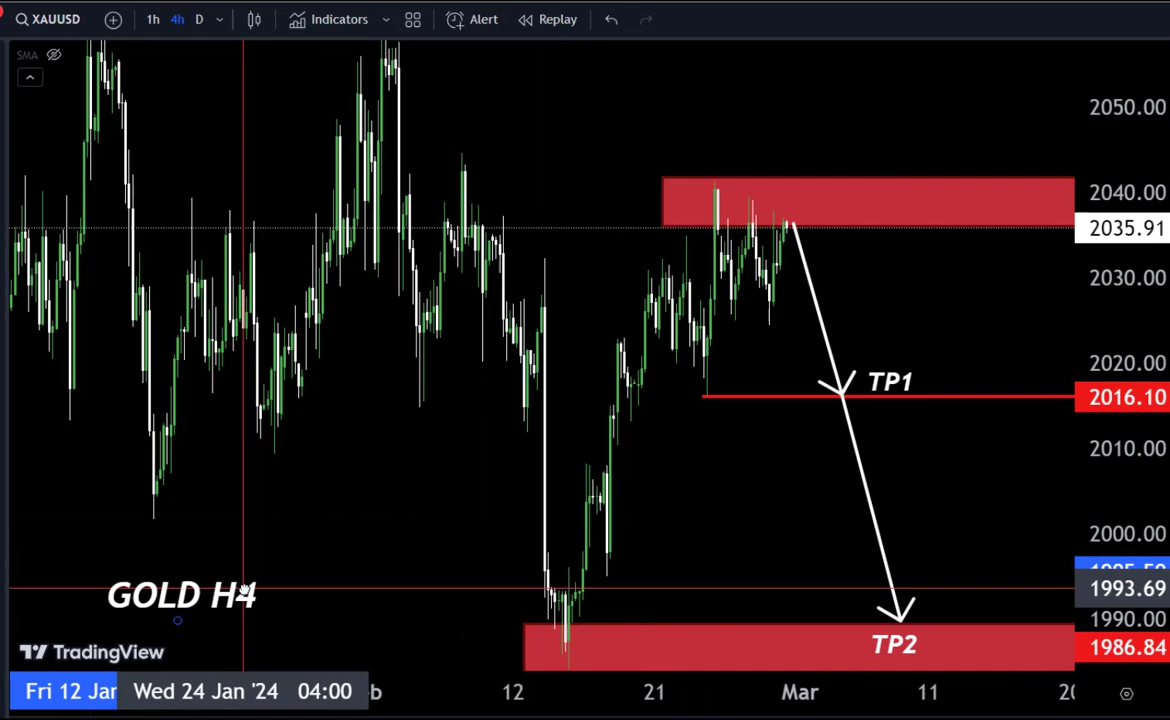 XAUUSD 1h 4h D Indicators Alert Replay
SMA
2050.00
2040.00
2035.91
2030.00
2020.00
TP1
2016.10
2010.00
2000.00
1993.69
GOLD H4
1990.00
TP2
1986.84
TradingView
Fri 12 Jan Wed 24 Jan '24 04:00 12 21 Mar 11